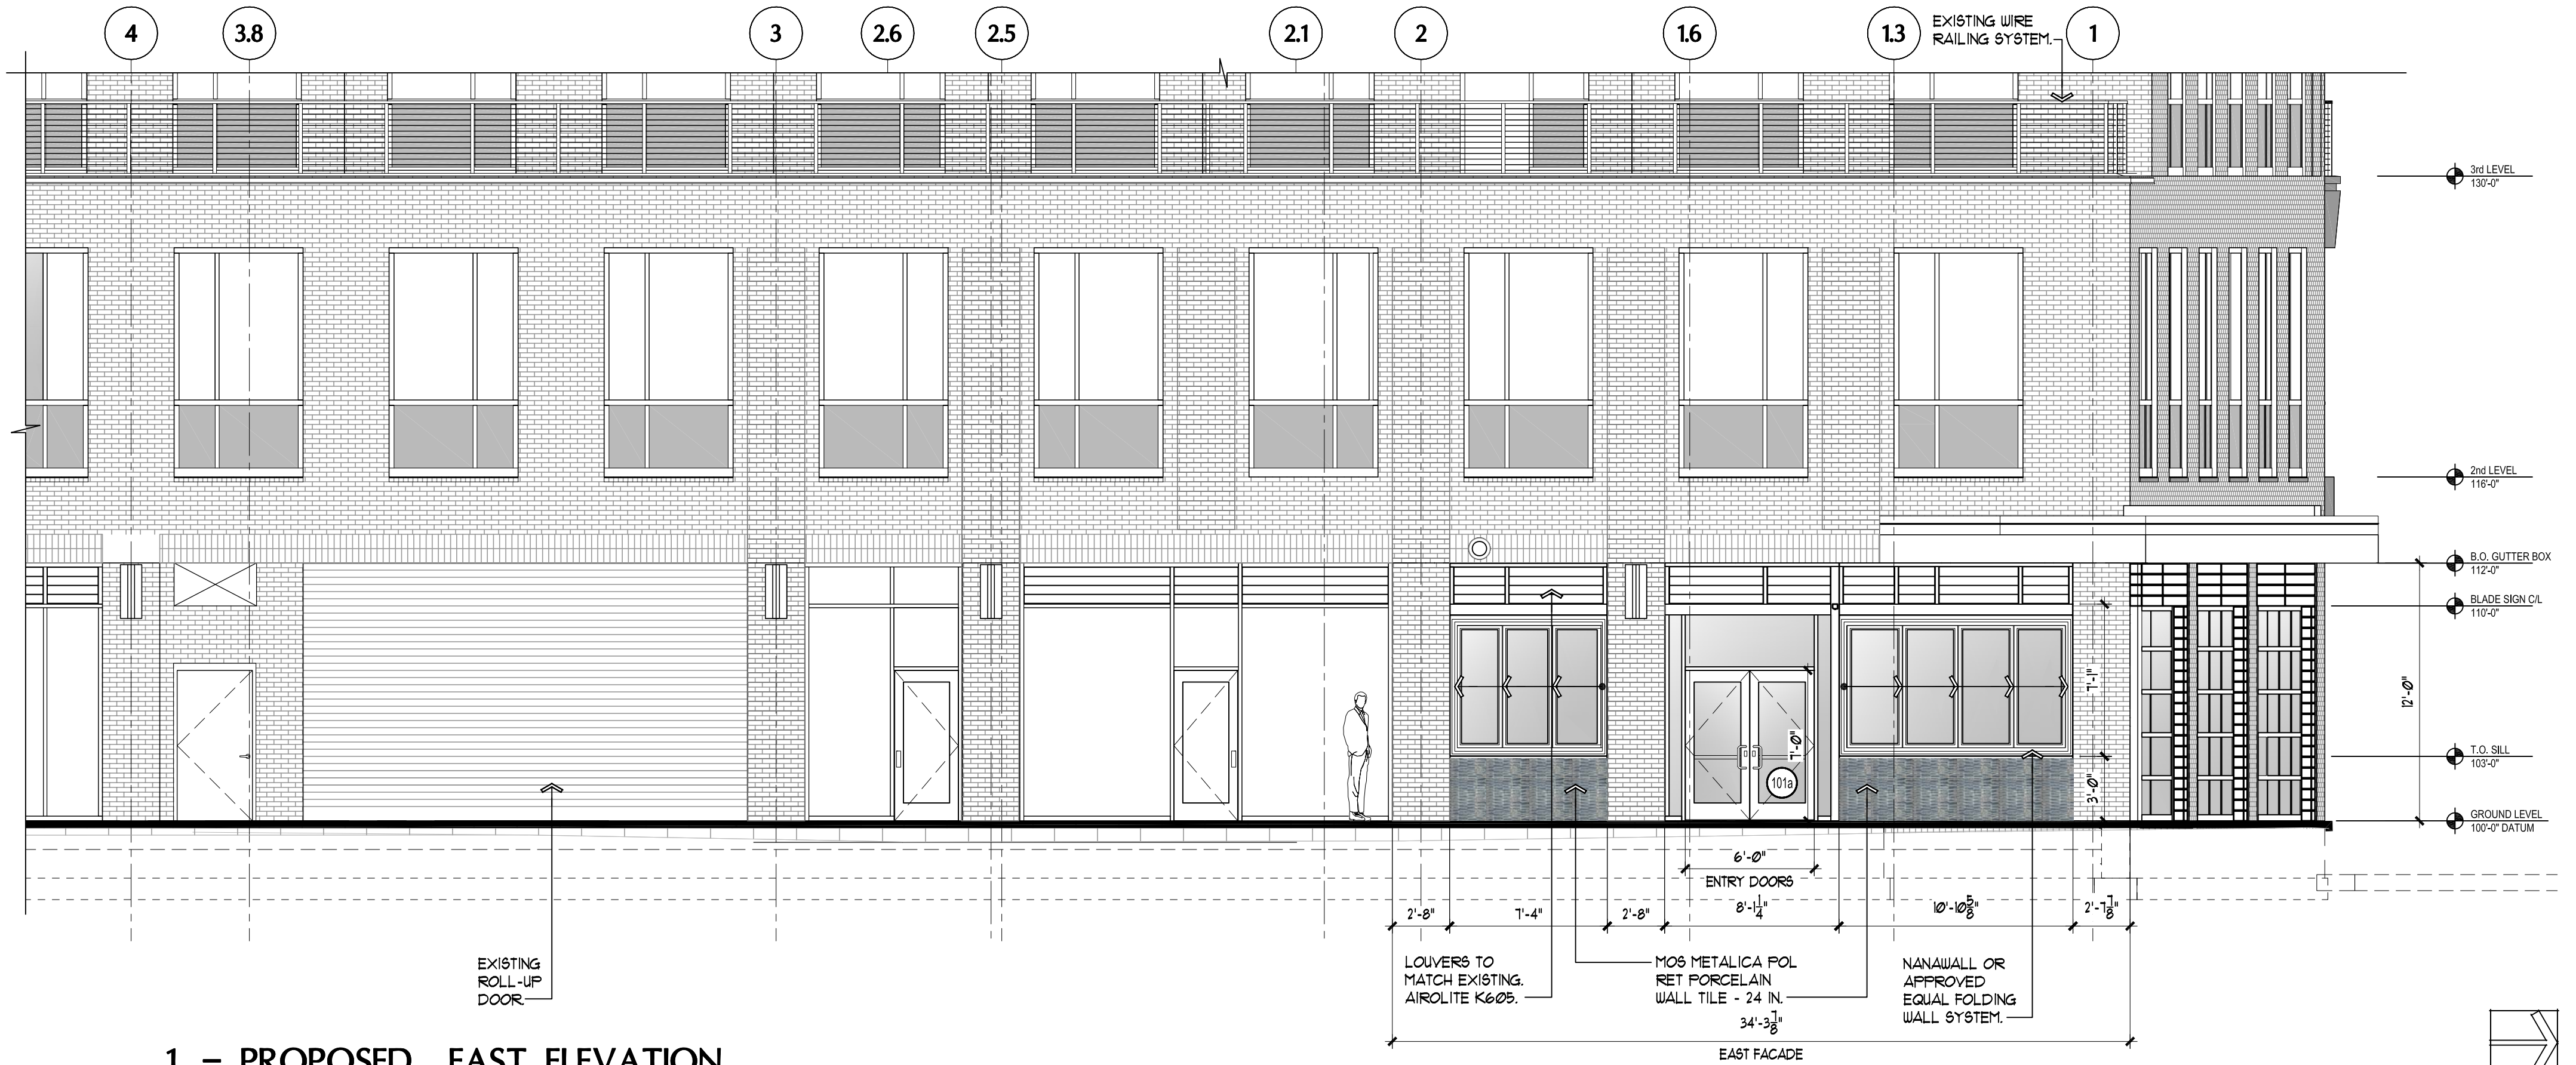 4
3.8
3
2.6
2.5
2.1
2
1.6
1.3
1
EXISTING WIRE
RAILING SYSTEM.
3rd LEVEL
130'-0"
2nd LEVEL
116'-0"
B.O. GUTTER BOX
112'-0"
BLADE SIGN C/L
110'-0"
T.O. SILL
103'-0"
GROUND LEVEL
100'-0" DATUM
12'-0"
7'-1"
3'-0"
7'-0"
101a
6'-0"
ENTRY DOORS
2'-8"
7'-4"
2'-8"
8'-1 1/4"
10'-10 5/8"
2'-7 7/8"
EXISTING
ROLL-UP
DOOR.
LOUVERS TO
MATCH EXISTING.
AIROLITE K605.
MOS METALICA POL
RET PORCELAIN
WALL TILE - 24 IN.
NANAWALL OR
APPROVED
EQUAL FOLDING
WALL SYSTEM.
34'-3 7/8"
EAST FACADE
1 - PROPOSED EAST ELEVATION